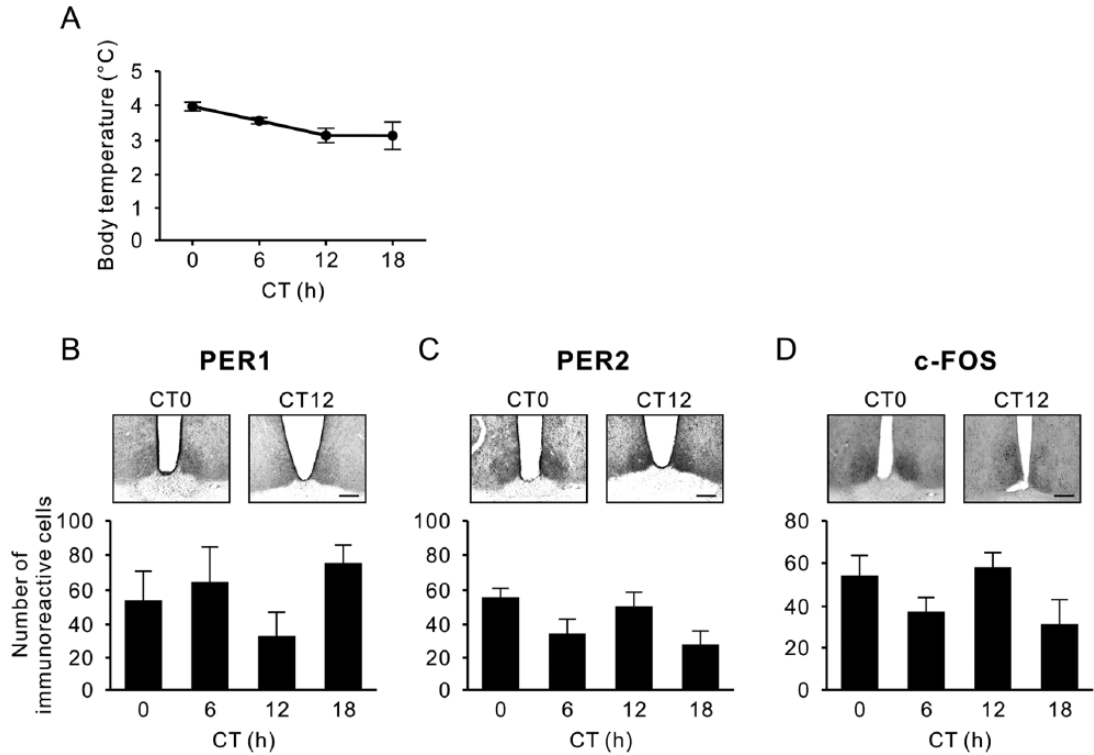 A
Body temperature (°C)
5
4
3
2
1
0
0 6 12 18
CT (h)
B PER1
CT0 CT12
Number of
immunoreactive cells
100
80
60
40
20
0
0 6 12 18
CT (h)
C PER2
CT0 CT12
100
80
60
40
20
0
0 6 12 18
CT (h)
D c-FOS
CT0 CT12
80
60
40
20
0
0 6 12 18
CT (h)